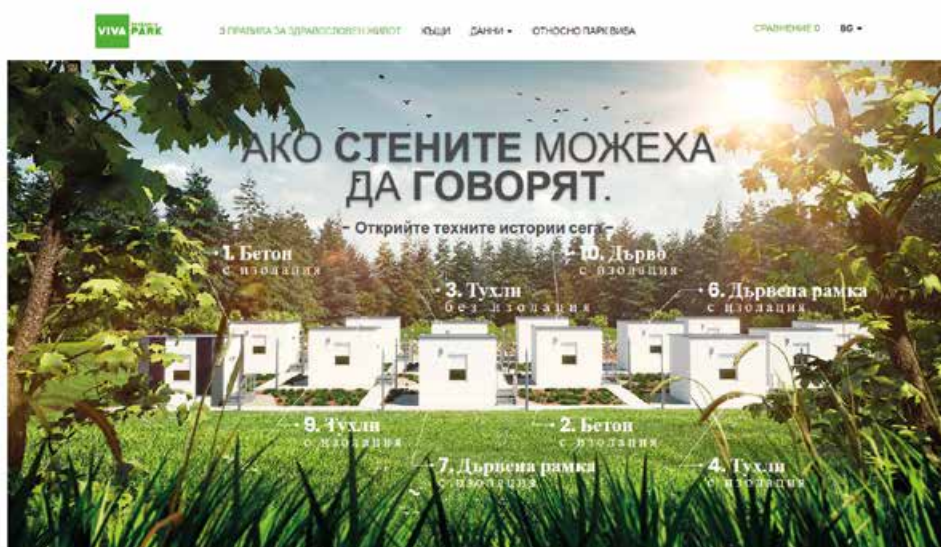 VIVA PARK
3 ПРАВИЛА ЗА ЗДРАВОСЛОВЕН ЖИВОТ КЪЩИ ДАННИ ОТНОСНО ПАРК ВИВА СРАВНЕНИЕ 0 BG
АКО СТЕНИТЕ МОЖЕХА
ДА ГОВОРЯТ.
- Открийте техните истории сега -
1. Бетон
с изолация
10. Дърво
с изолация
3. Тухли
без изолация
6. Дървена рамка
с изолация
9. Тухли
с изолация
2. Бетон
с изолация
7. Дървена рамка
с изолация
4. Тухли
с изолация